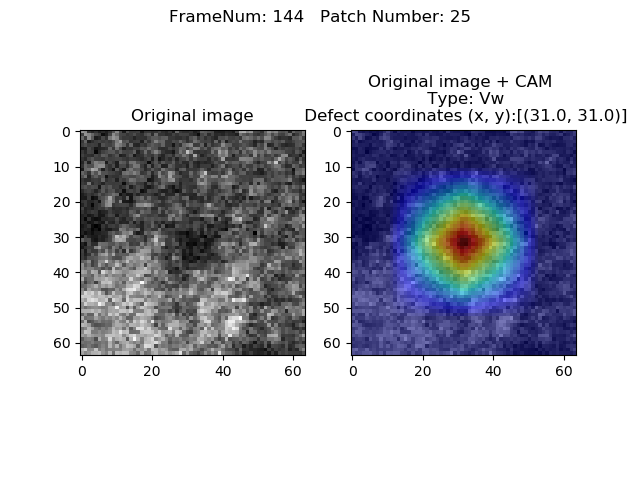 FrameNum: 144   Patch Number: 25
Original image
Original image + CAM
Type: Vw
Defect coordinates (x, y):[(31.0, 31.0)]
0
10
20
30
40
50
60
0 20 40 60
0
10
20
30
40
50
60
0 20 40 60